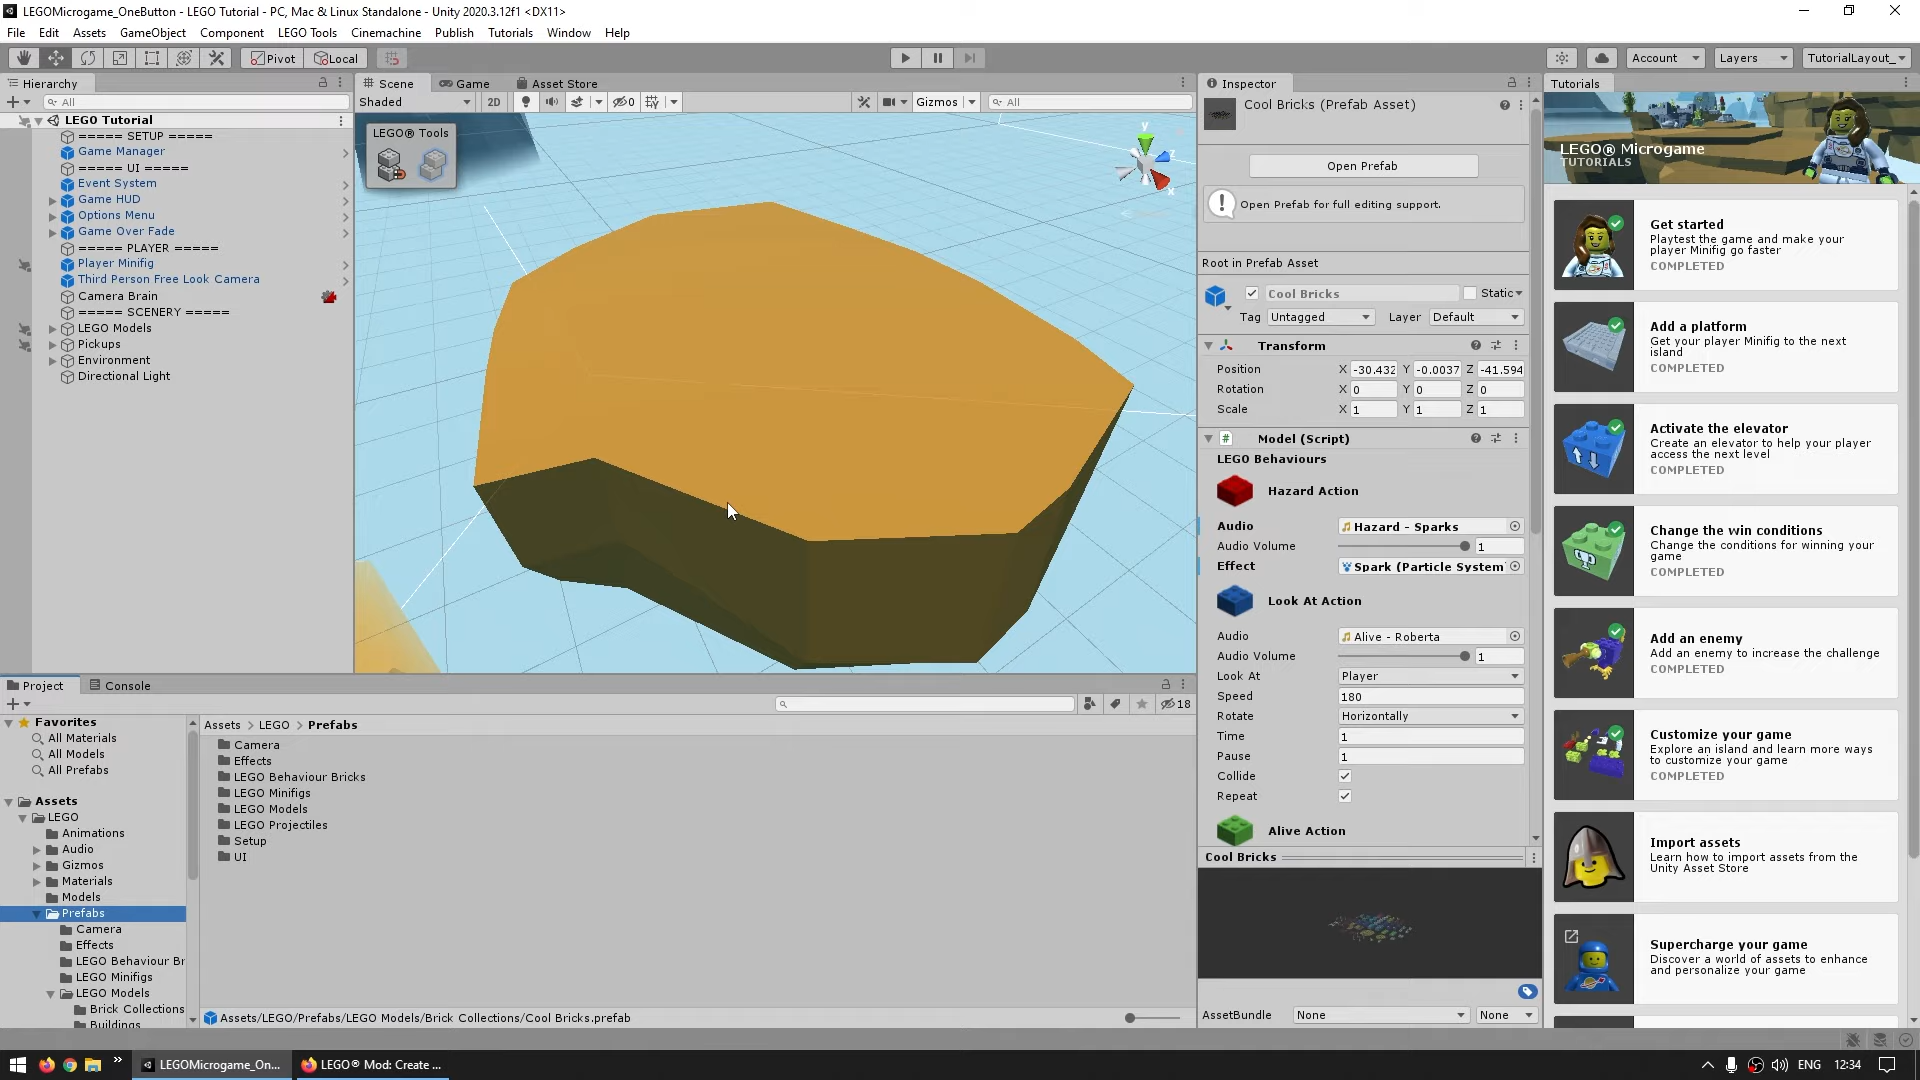 LEGOMicrogame_OneButton - LEGO Tutorial - PC, Mac & Linux Standalone - Unity 2020.3.12f1 <DX11>
File Edit Assets GameObject Component LEGO Tools Cinemachine Publish Tutorials Window Help
Pivot Local Account Layers TutorialLayout_
Hierarchy
All
LEGO Tutorial
===== SETUP =====
Game Manager
===== UI =====
Event System
Game HUD
Options Menu
Game Over Fade
===== PLAYER =====
Player Minifig
Third Person Free Look Camera
Camera Brain
===== SCENERY =====
LEGO Models
Pickups
Environment
Directional Light
Scene Game Asset Store
Shaded 2D 0 Gizmos All
LEGO® Tools
y
z
x
Inspector
Cool Bricks (Prefab Asset)
Open Prefab
Open Prefab for full editing support.
Root in Prefab Asset
Cool Bricks Static
Tag Untagged Layer Default
Transform
Position X -30.432 Y -0.0037 Z -41.594
Rotation X 0 Y 0 Z 0
Scale X 1 Y 1 Z 1
# Model (Script)
LEGO Behaviours
Hazard Action
Audio Hazard - Sparks
Audio Volume 1
Effect Spark (Particle System)
Look At Action
Audio Alive - Roberta
Audio Volume 1
Look At Player
Speed 180
Rotate Horizontally
Time 1
Pause 1
Collide
Repeat
Alive Action
Cool Bricks
AssetBundle None None
Tutorials
LEGO® Microgame
TUTORIALS
Get started
Playtest the game and make your
player Minifig go faster
COMPLETED
Add a platform
Get your player Minifig to the next
island
COMPLETED
Activate the elevator
Create an elevator to help your player
access the next level
COMPLETED
Change the win conditions
Change the conditions for winning your
game
COMPLETED
Add an enemy
Add an enemy to increase the challenge
COMPLETED
Customize your game
Explore an island and learn more ways
to customize your game
COMPLETED
Import assets
Learn how to import assets from the
Unity Asset Store
Supercharge your game
Discover a world of assets to enhance
and personalize your game
Project Console
18
Favorites
All Materials
All Models
All Prefabs
Assets
LEGO
Animations
Audio
Gizmos
Materials
Models
Prefabs
Camera
Effects
LEGO Behaviour Br
LEGO Minifigs
LEGO Models
Brick Collections
Buildings
Assets > LEGO > Prefabs
Camera
Effects
LEGO Behaviour Bricks
LEGO Minifigs
LEGO Models
LEGO Projectiles
Setup
UI
Assets/LEGO/Prefabs/LEGO Models/Brick Collections/Cool Bricks.prefab
LEGOMicrogame_On... LEGO® Mod: Create ... ENG 12:34